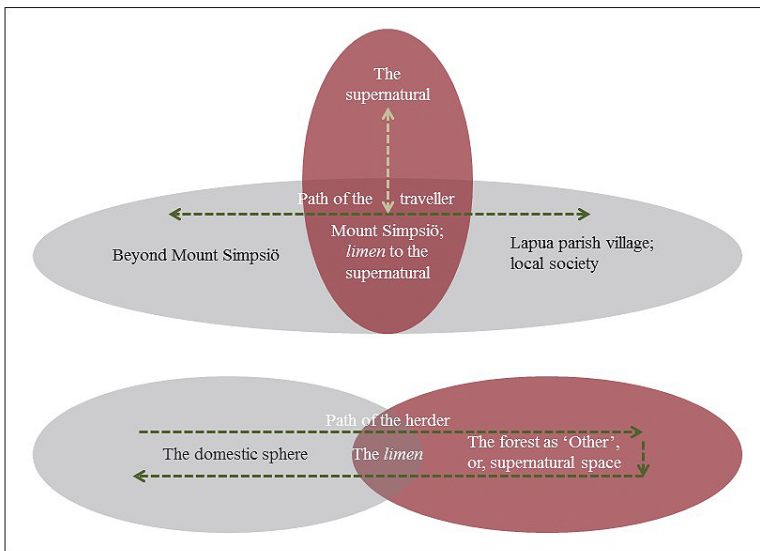 The
supernatural
Path of the traveller
Beyond Mount Simpsiö
Mount Simpsiö;
limen to the
supernatural
Lapua parish village;
local society
Path of the herder
The domestic sphere
The limen
The forest as ‘Other’,
or, supernatural space